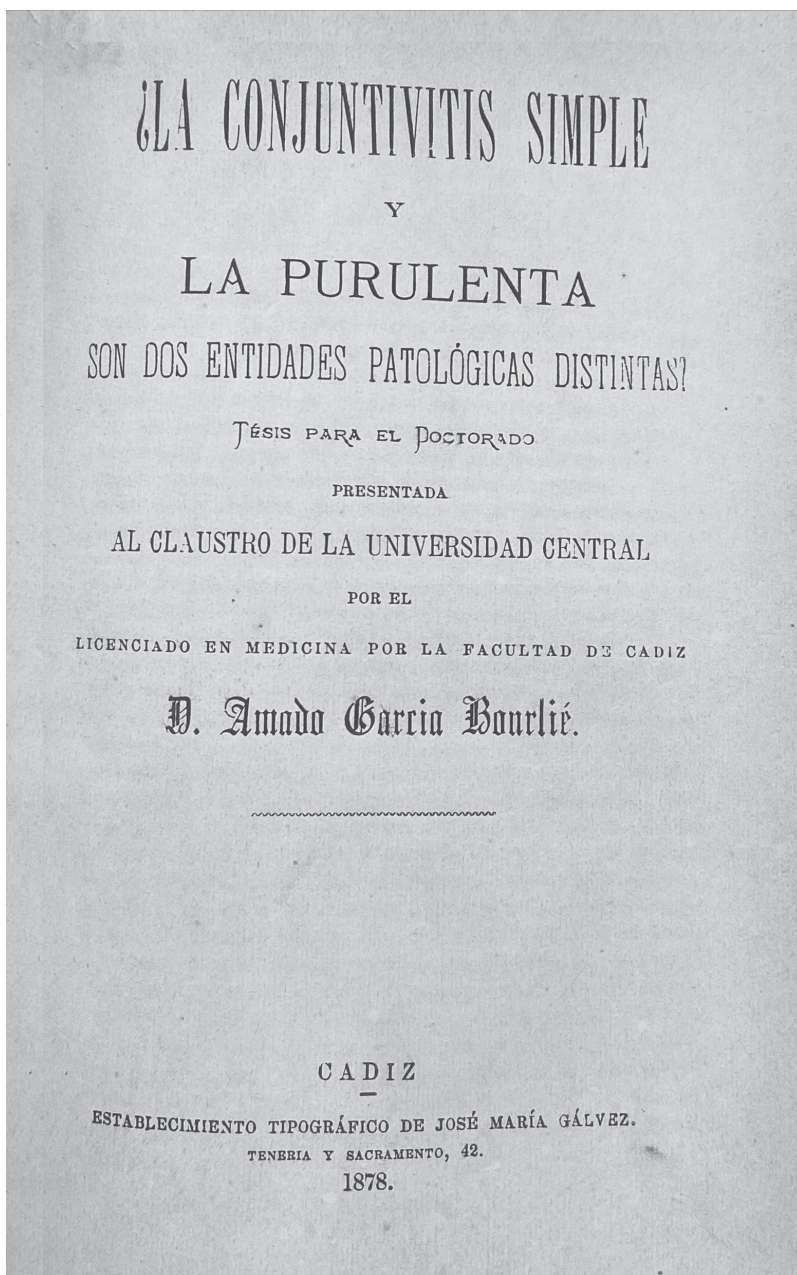 ¿LA CONJUNTIVITIS SIMPLE
Y
LA PURULENTA
SON DOS ENTIDADES PATOLÓGICAS DISTINTAS?
TÉSIS PARA EL DOCTORADO
PRESENTADA
AL CLAUSTRO DE LA UNIVERSIDAD CENTRAL
POR EL
LICENCIADO EN MEDICINA POR LA FACULTAD DE CADIZ
D. Amado Garcia Bourlié.
CADIZ
ESTABLECIMIENTO TIPOGRÁFICO DE JOSÉ MARÍA GÁLVEZ.
TENERIA Y SACRAMENTO, 42.
1878.